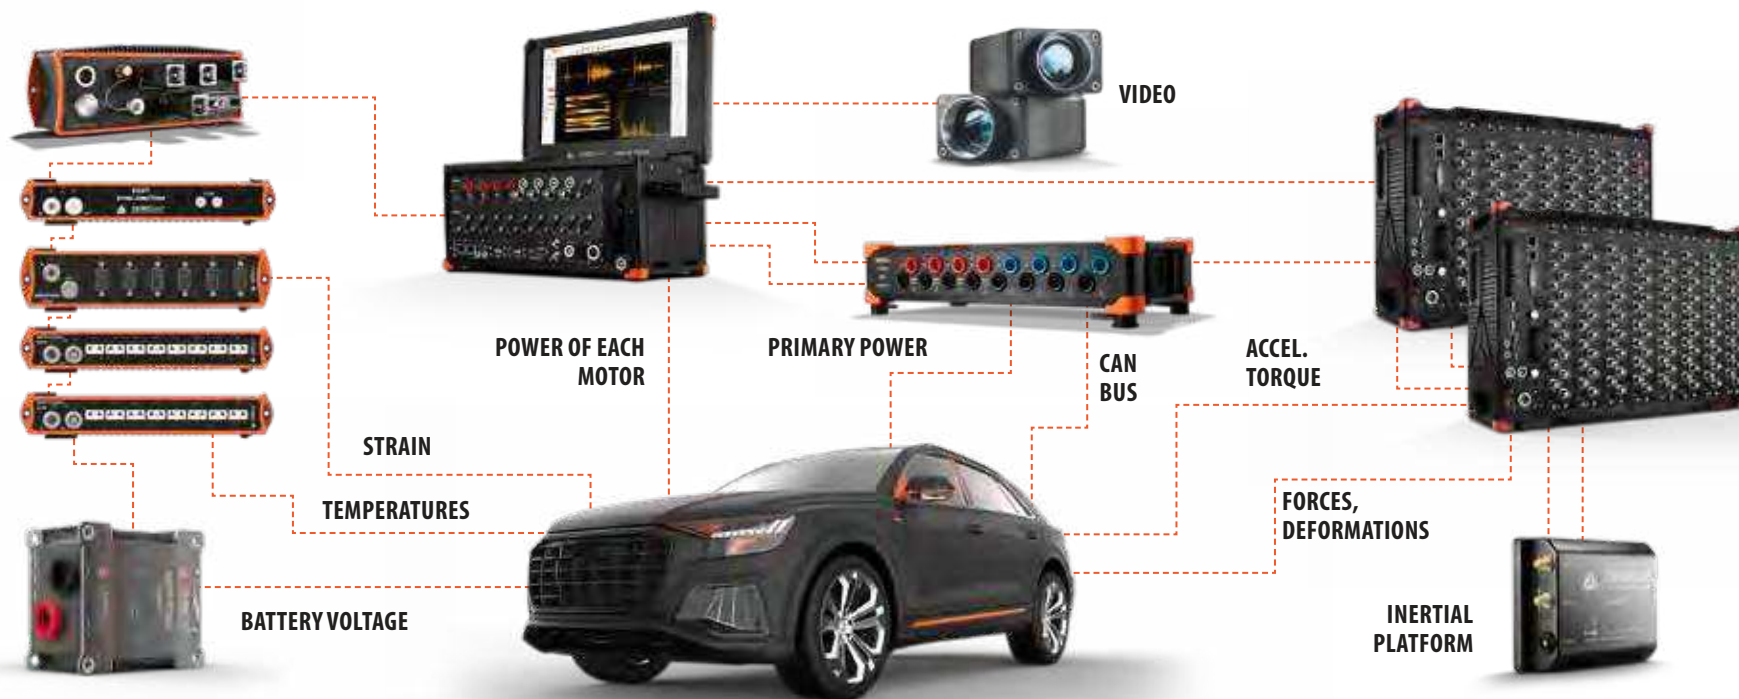 VIDEO
POWER OF EACH
MOTOR
PRIMARY POWER
CAN
BUS
ACCEL.
TORQUE
STRAIN
TEMPERATURES
FORCES,
DEFORMATIONS
BATTERY VOLTAGE
INERTIAL
PLATFORM